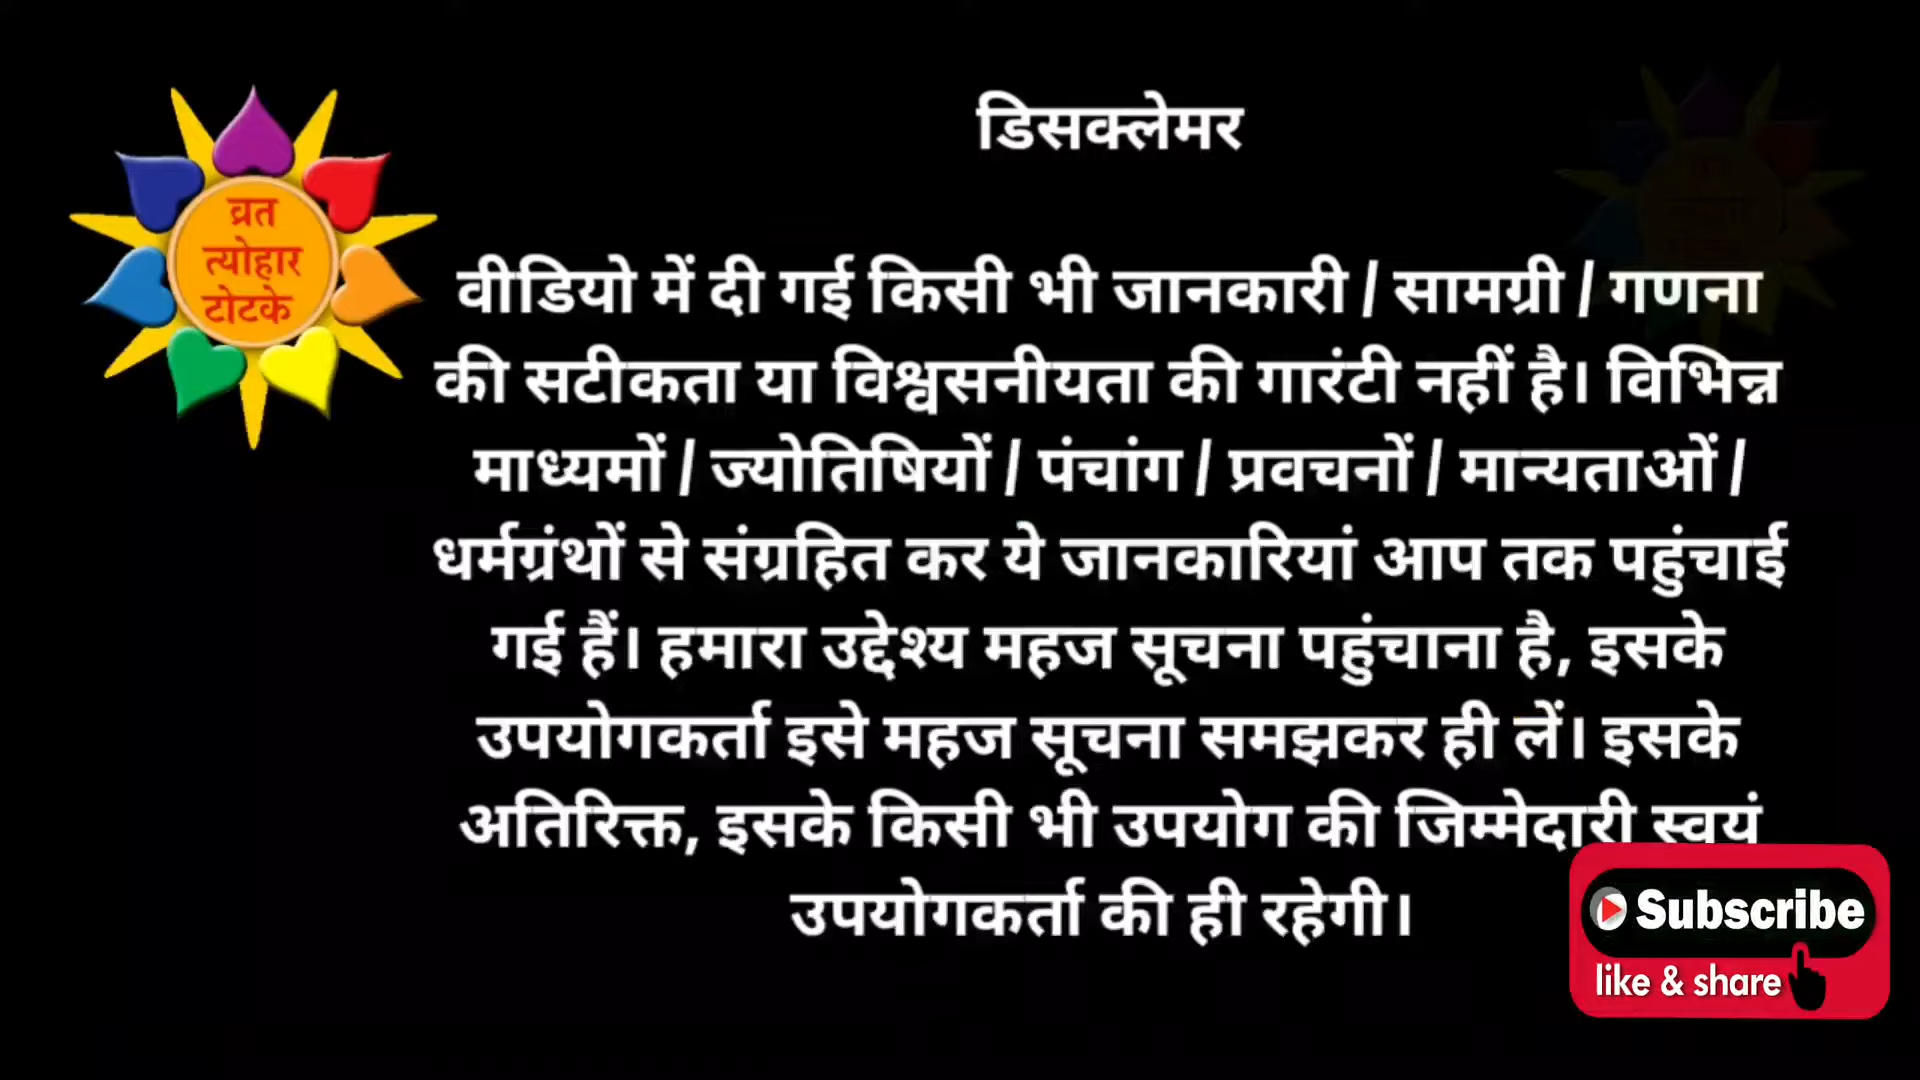 डिसक्लेमर
व्रत
त्योहार
टोटके
वीडियो में दी गई किसी भी जानकारी / सामग्री / गणना
की सटीकता या विश्वसनीयता की गारंटी नहीं है। विभिन्न
माध्यमों / ज्योतिषियों / पंचांग / प्रवचनों / मान्यताओं /
धर्मग्रंथों से संग्रहित कर ये जानकारियां आप तक पहुंचाई
गई हैं। हमारा उद्देश्य महज सूचना पहुंचाना है, इसके
उपयोगकर्ता इसे महज सूचना समझकर ही लें। इसके
अतिरिक्त, इसके किसी भी उपयोग की जिम्मेदारी स्वयं
उपयोगकर्ता की ही रहेगी।
Subscribe
like & share